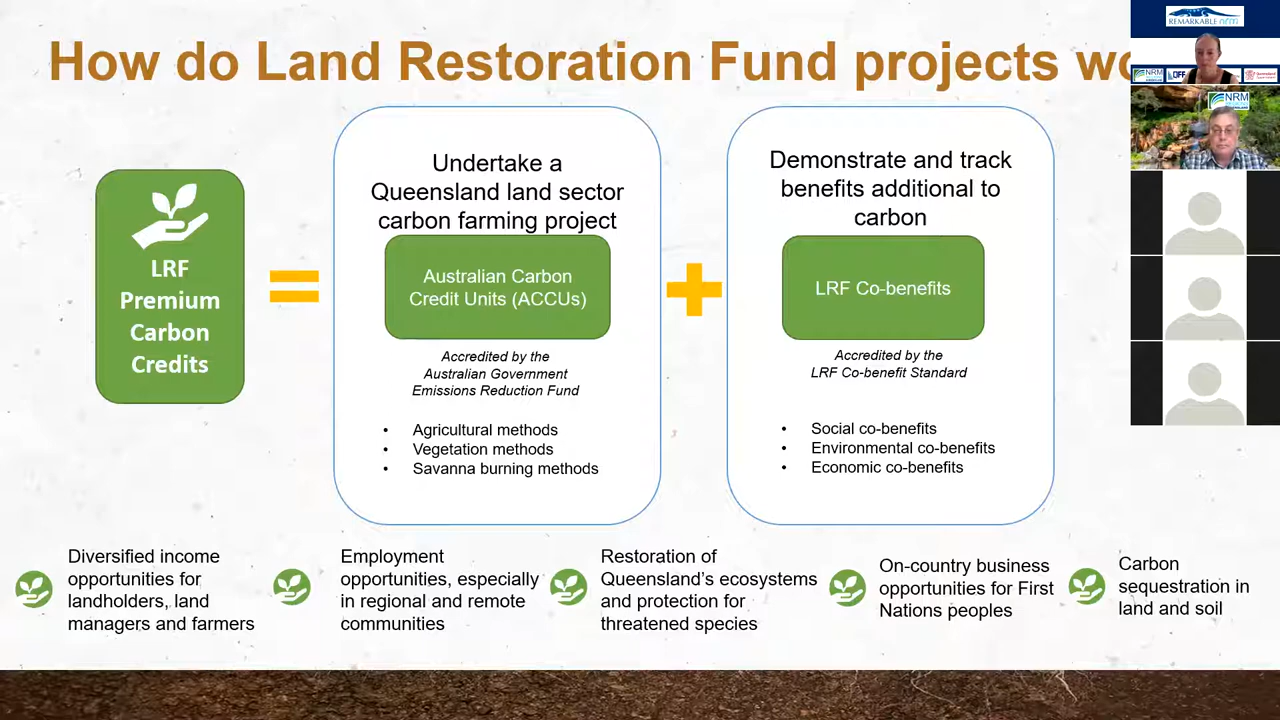 How do Land Restoration Fund projects wo
REMARKABLE nrm
NRM
QFF
NRM
LRF
Premium
Carbon
Credits
Undertake a
Queensland land sector
carbon farming project
Australian Carbon
Credit Units (ACCUs)
Accredited by the
Australian Government
Emissions Reduction Fund
• Agricultural methods
• Vegetation methods
• Savanna burning methods
Demonstrate and track
benefits additional to
carbon
LRF Co-benefits
Accredited by the
LRF Co-benefit Standard
• Social co-benefits
• Environmental co-benefits
• Economic co-benefits
Diversified income
opportunities for
landholders, land
managers and farmers
Employment
opportunities, especially
in regional and remote
communities
Restoration of
Queensland's ecosystems
and protection for
threatened species
On-country business
opportunities for First
Nations peoples
Carbon
sequestration in
land and soil